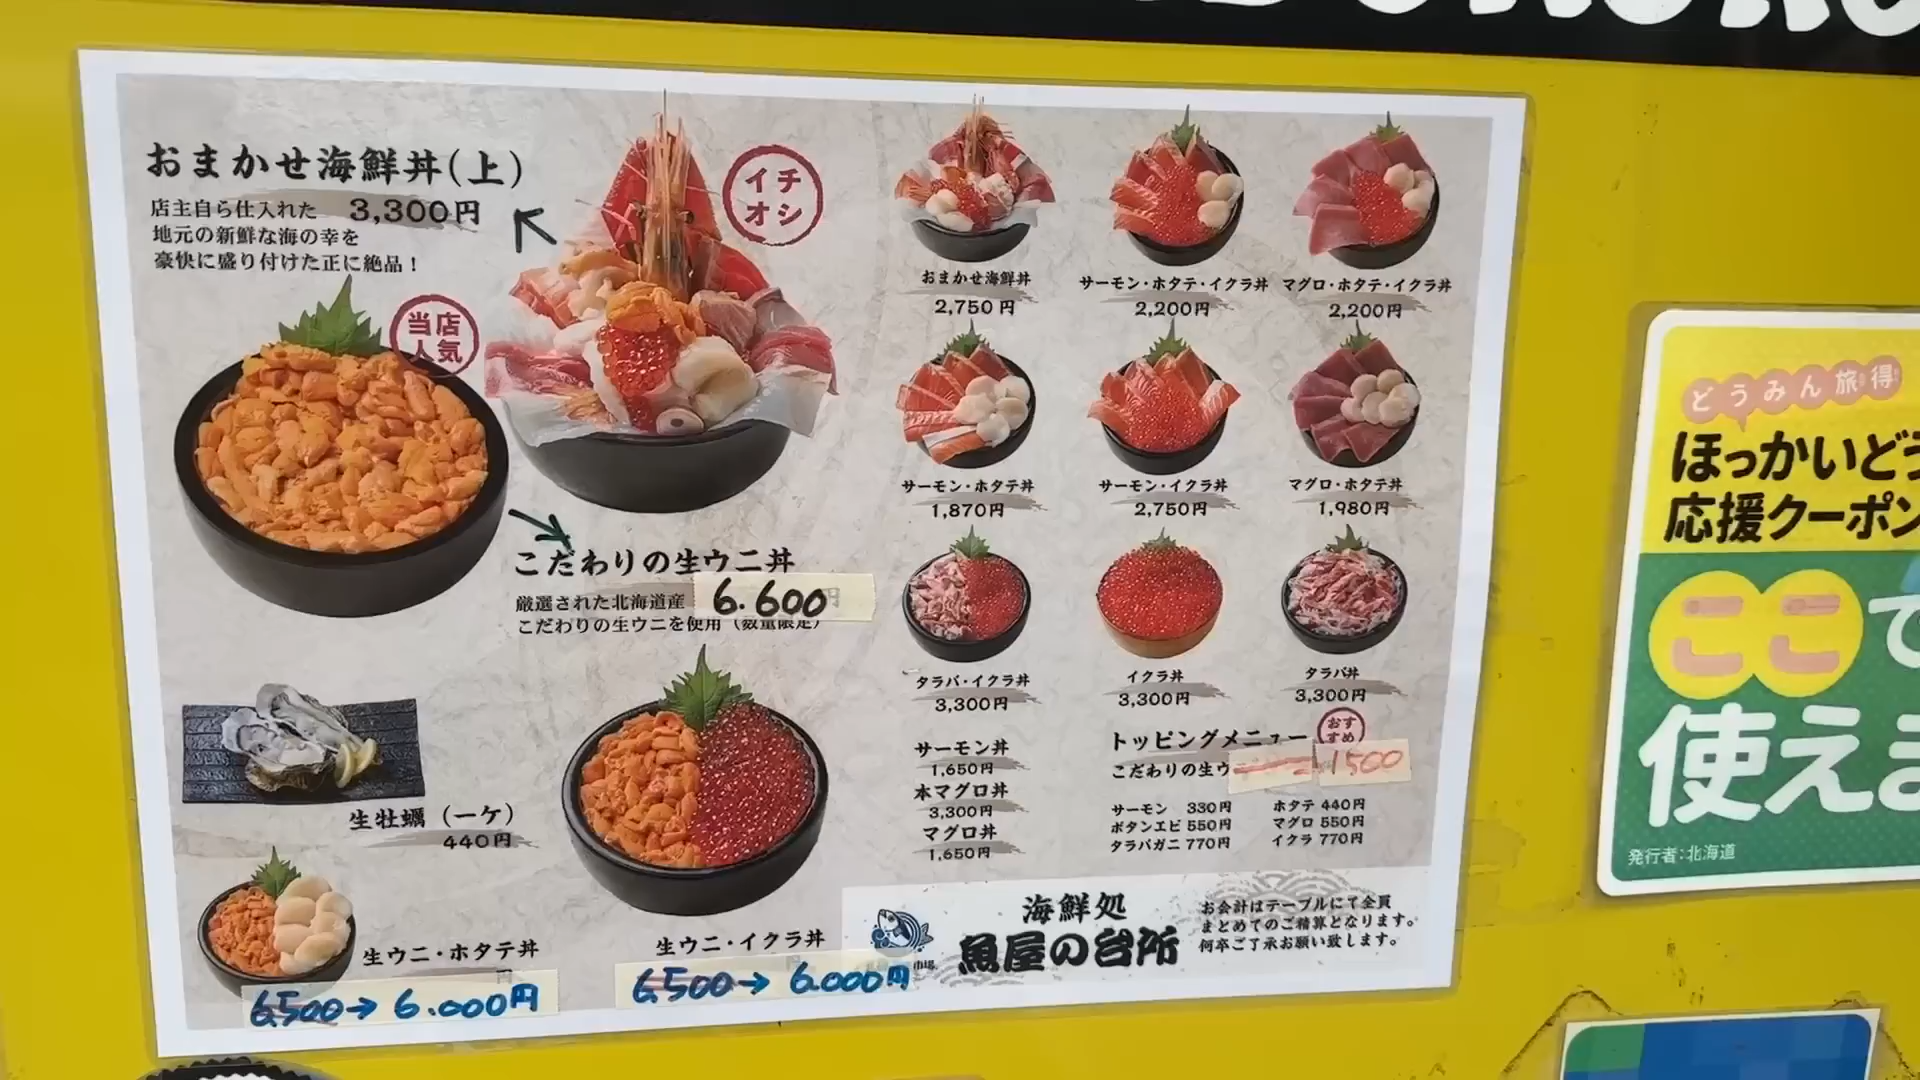 おまかせ海鮮丼(上)
店主自ら仕入れた 3,300円
地元の新鮮な海の幸を
豪快に盛り付けた正に絶品！
イチ
オシ
当店
人気
こだわりの生ウニ丼
厳選された北海道産 6.600円
こだわりの生ウニを使用(数量限定)
生牡蠣(一ケ)
440円
生ウニ・ホタテ丼
円
6,500→6.000円
生ウニ・イクラ丼
6,500→6.000円
おまかせ海鮮丼
2,750円
サーモン・ホタテ・イクラ丼
2,200円
マグロ・ホタテ・イクラ丼
2,200円
サーモン・ホタテ丼
1,870円
サーモン・イクラ丼
2,750円
マグロ・ホタテ丼
1,980円
タラバ・イクラ丼
3,300円
イクラ丼
3,300円
タラバ丼
3,300円
サーモン丼
1,650円
本マグロ丼
3,300円
マグロ丼
1,650円
トッピングメニュー
おす
すめ
こだわりの生ウ 1500
サーモン 330円 ホタテ 440円
ボタンエビ 550円 マグロ 550円
タラバガニ 770円 イクラ 770円
海鮮処
魚屋の台所
市場
お会計はテーブルにて全員
まとめてのご精算となります。
何卒ご了承お願い致します。
どうみん旅得
ほっかいどう
応援クーポン
ここで
使えま
発行者：北海道